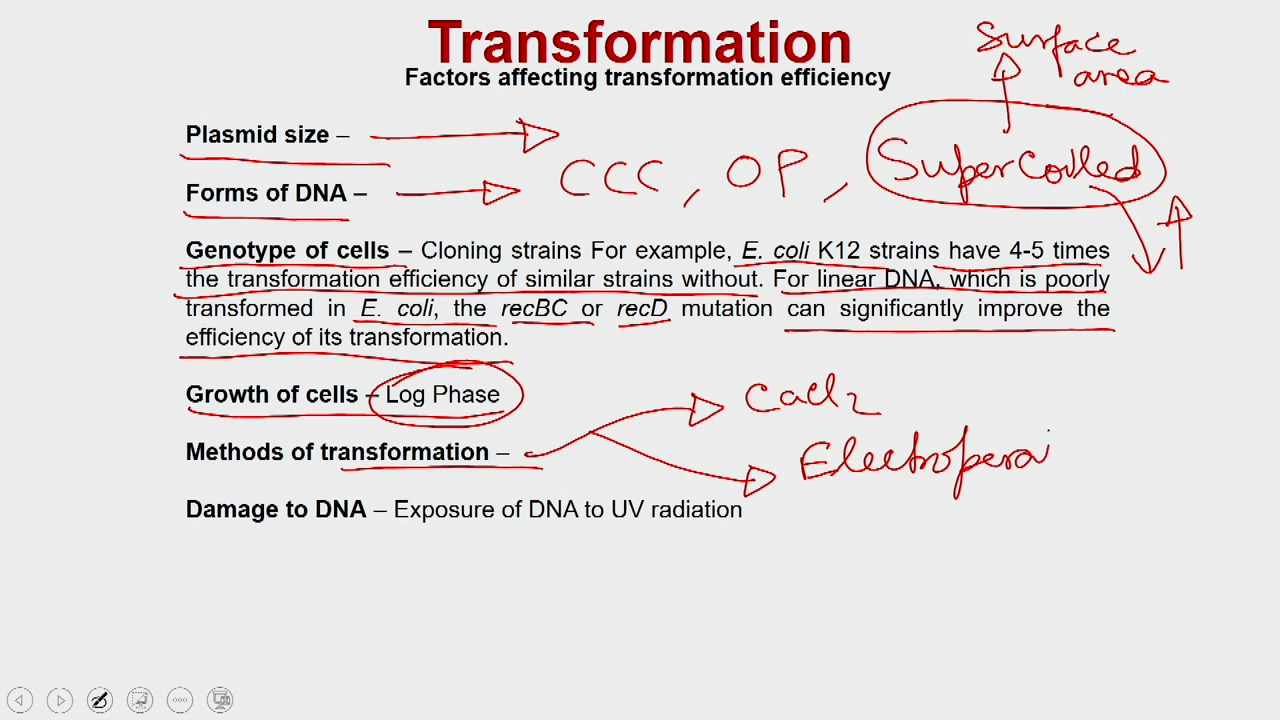 Transformation
Factors affecting transformation efficiency
Surface
area
Plasmid size –
CCC, OP, Supercoiled
Forms of DNA –
Genotype of cells – Cloning strains For example, E. coli K12 strains have 4-5 times
the transformation efficiency of similar strains without. For linear DNA, which is poorly
transformed in E. coli, the recBC or recD mutation can significantly improve the
efficiency of its transformation.
Growth of cells – Log Phase
CaCl2
Methods of transformation –
Electroporai
Damage to DNA – Exposure of DNA to UV radiation